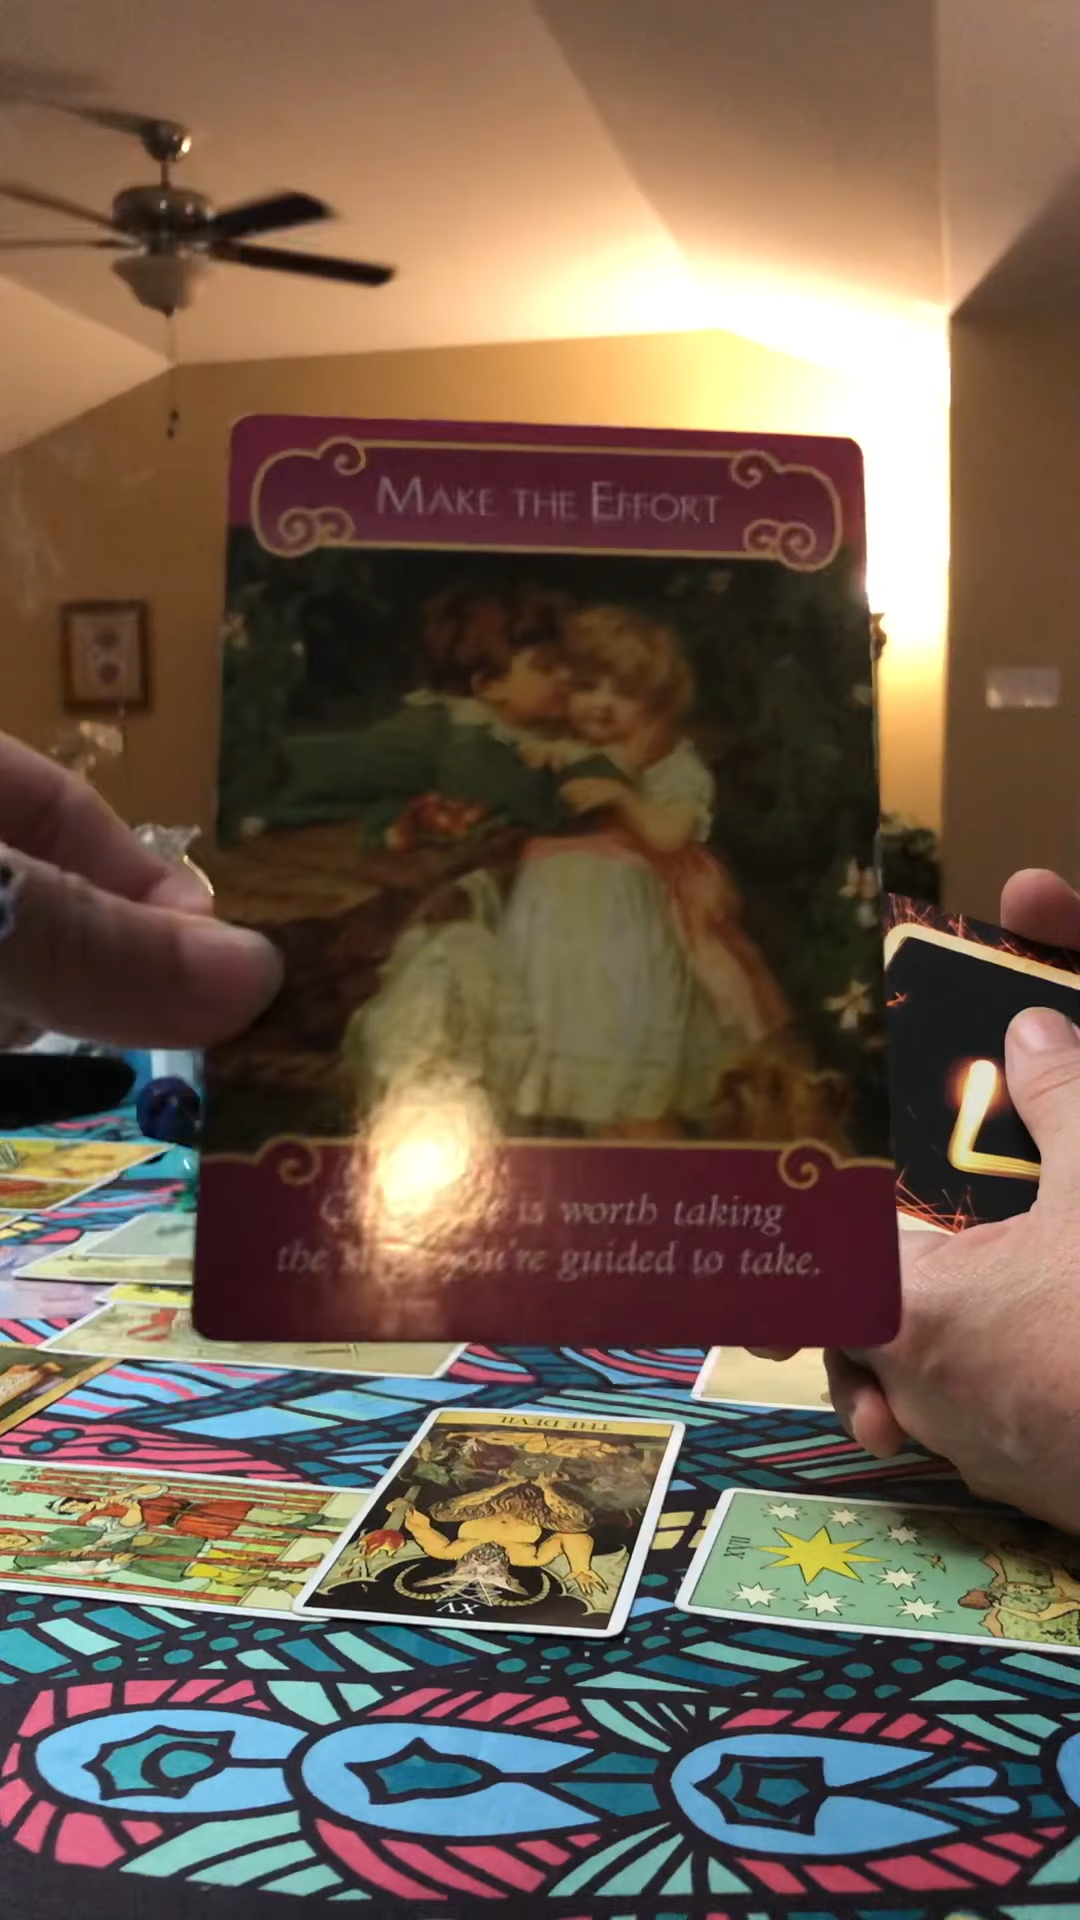 MAKE THE EFFORT
is worth taking
the you're guided to take.
THE DEVIL
XV
XVII